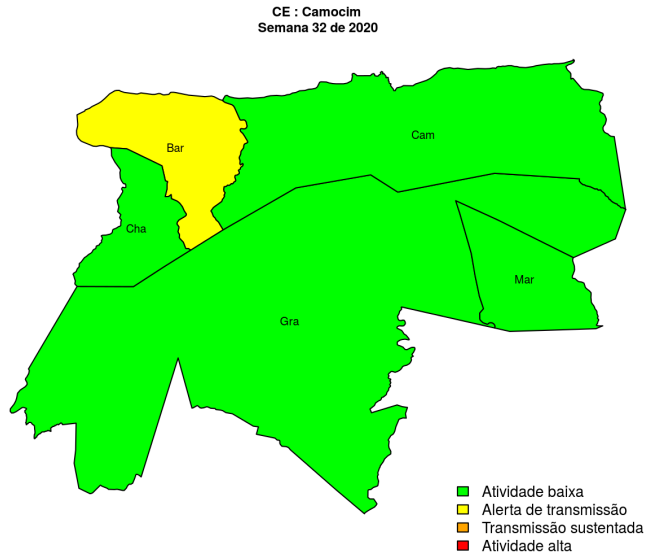 CE : Camocim
Semana 32 de 2020
Cam
Bar
Cha
Mar
Gra
Atividade baixa
Alerta de transmissão
Transmissão sustentada
Atividade alta